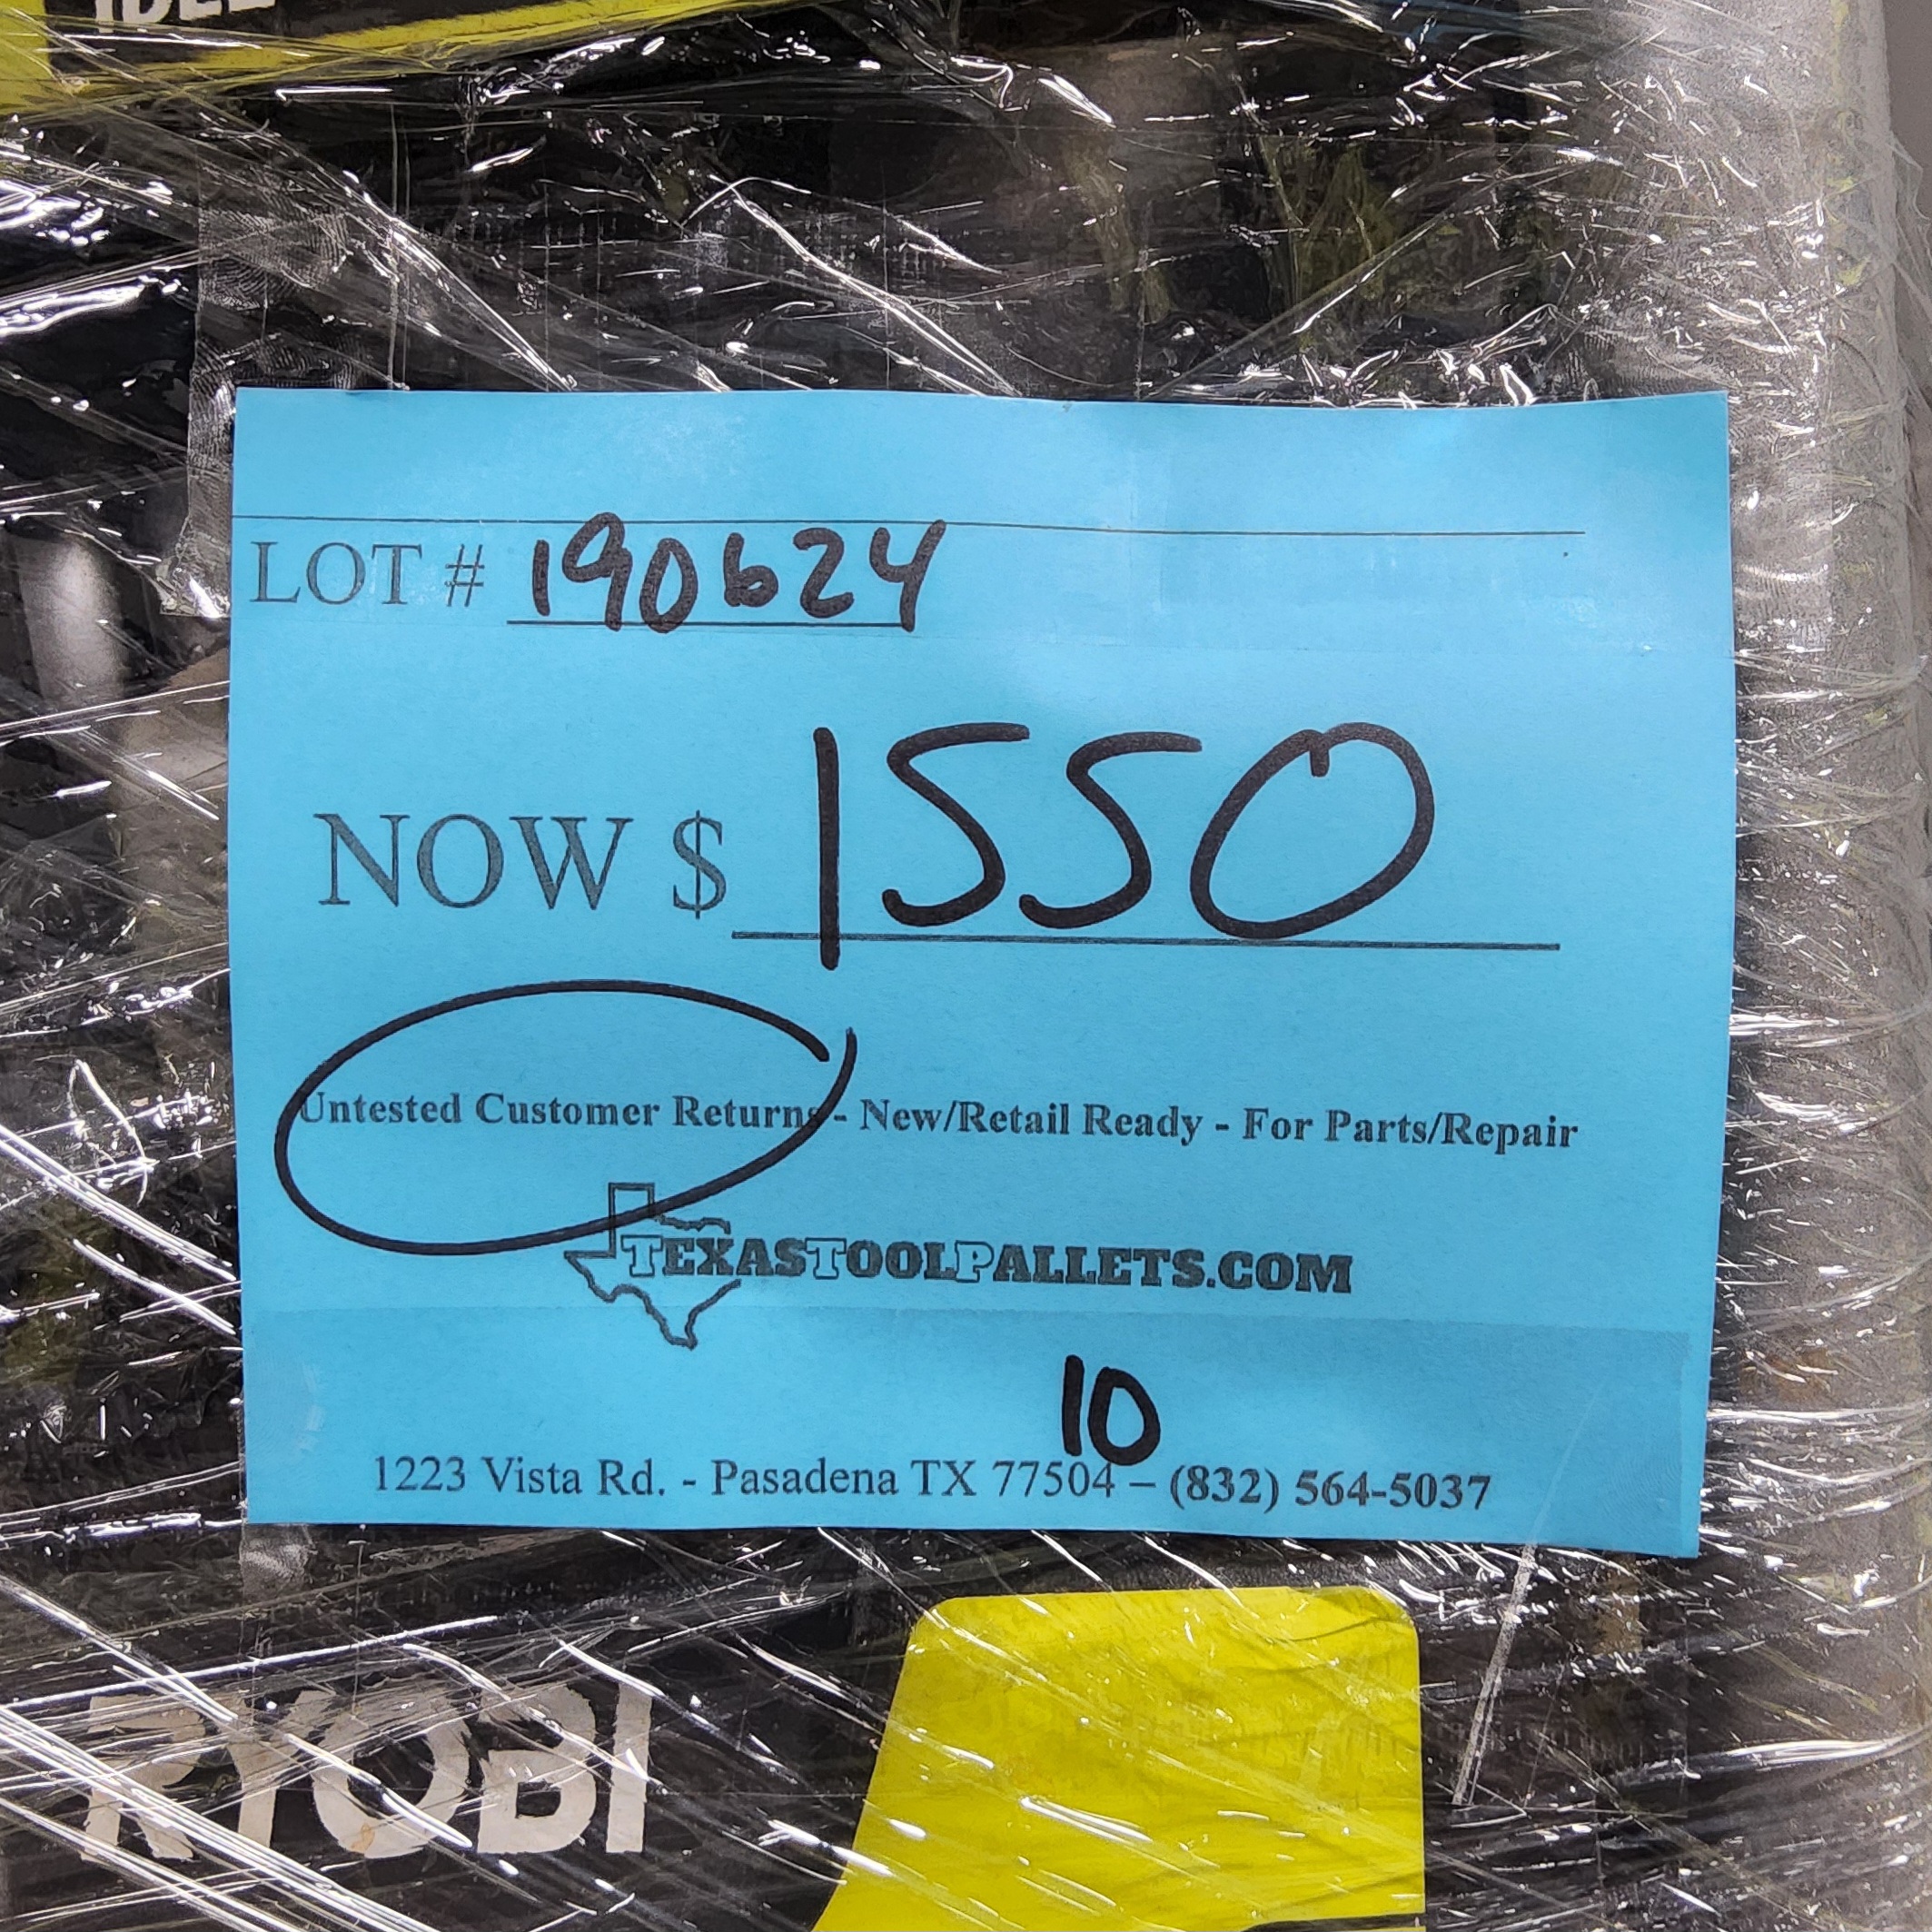 LOT # 190624
NOW $ 1550
Untested Customer Returns - New/Retail Ready - For Parts/Repair
TEXASTOOLPALLETS.COM
10
1223 Vista Rd. - Pasadena TX 77504 – (832) 564-5037
RYOBI